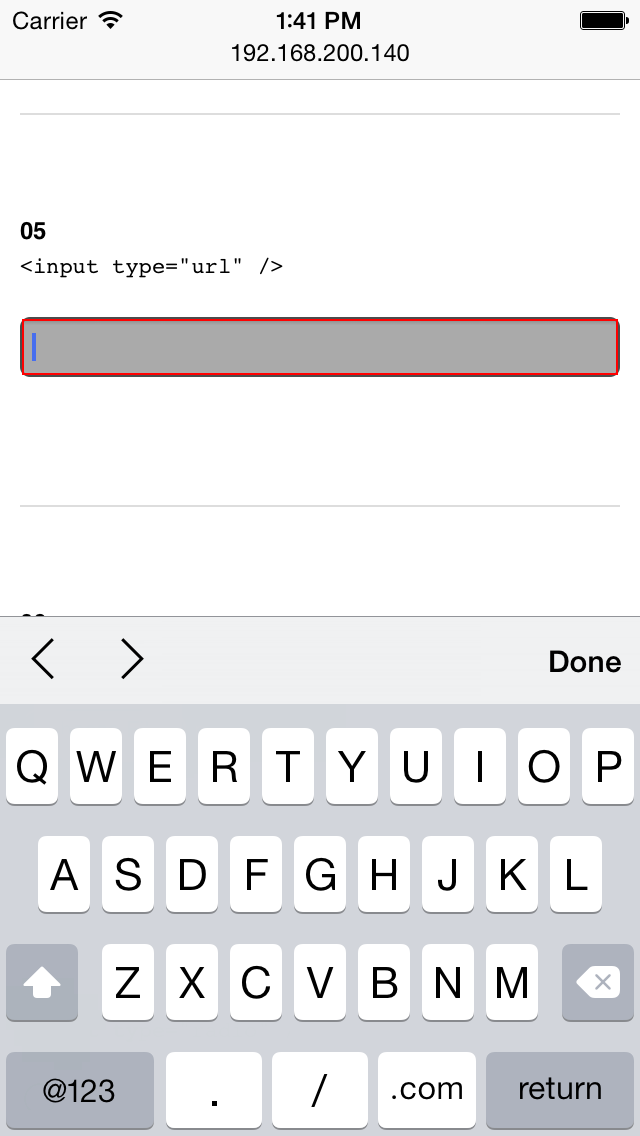 Carrier 1:41 PM
192.168.200.140
05
<input type="url" />
Done
Q W E R T Y U I O P
A S D F G H J K L
Z X C V B N M
@123 . / .com return